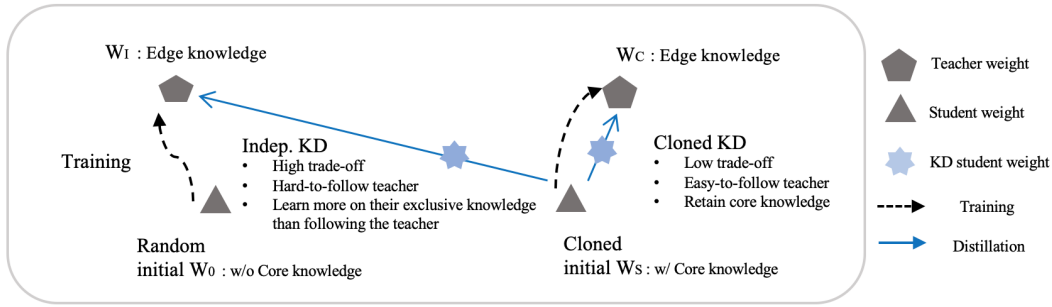 WI : Edge knowledge
WC : Edge knowledge
Training
Indep. KD
• High trade-off
• Hard-to-follow teacher
• Learn more on their exclusive knowledge
than following the teacher
Cloned KD
• Low trade-off
• Easy-to-follow teacher
• Retain core knowledge
Random
initial W0 : w/o Core knowledge
Cloned
initial WS : w/ Core knowledge
Teacher weight
Student weight
KD student weight
Training
Distillation